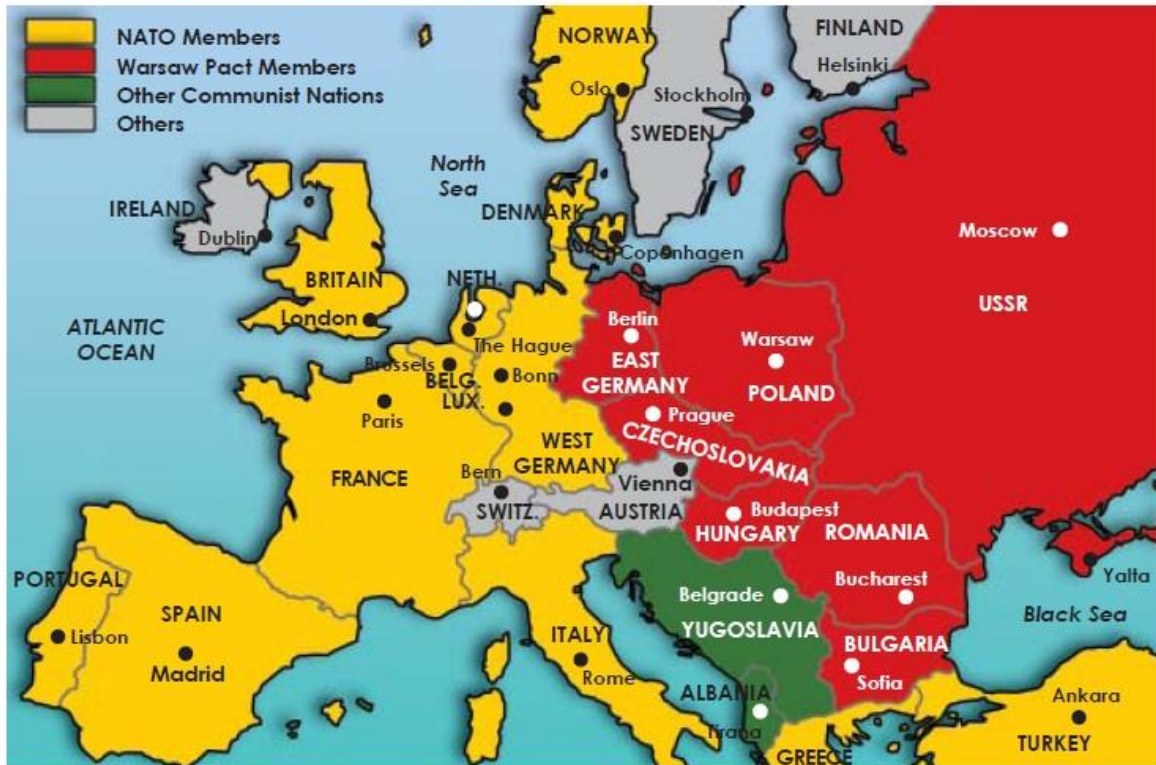 NATO Members
Warsaw Pact Members
Other Communist Nations
Others
NORWAY
Oslo
FINLAND
Helsinki
Stockholm
SWEDEN
North
Sea
DENMARK
Copenhagen
IRELAND
Dublin
BRITAIN
London
NETH.
The Hague
Moscow
USSR
ATLANTIC
OCEAN
Brussels
BELG.
LUX.
Bonn
Berlin
EAST
GERMANY
Warsaw
POLAND
Paris
FRANCE
WEST
GERMANY
Prague
CZECHOSLOVAKIA
Bern
SWITZ.
Vienna
AUSTRIA
Budapest
HUNGARY
ROMANIA
Bucharest
Yalta
Black Sea
PORTUGAL
Lisbon
SPAIN
Madrid
ITALY
Rome
Belgrade
YUGOSLAVIA
BULGARIA
Sofia
ALBANIA
Tirana
GREECE
Ankara
TURKEY